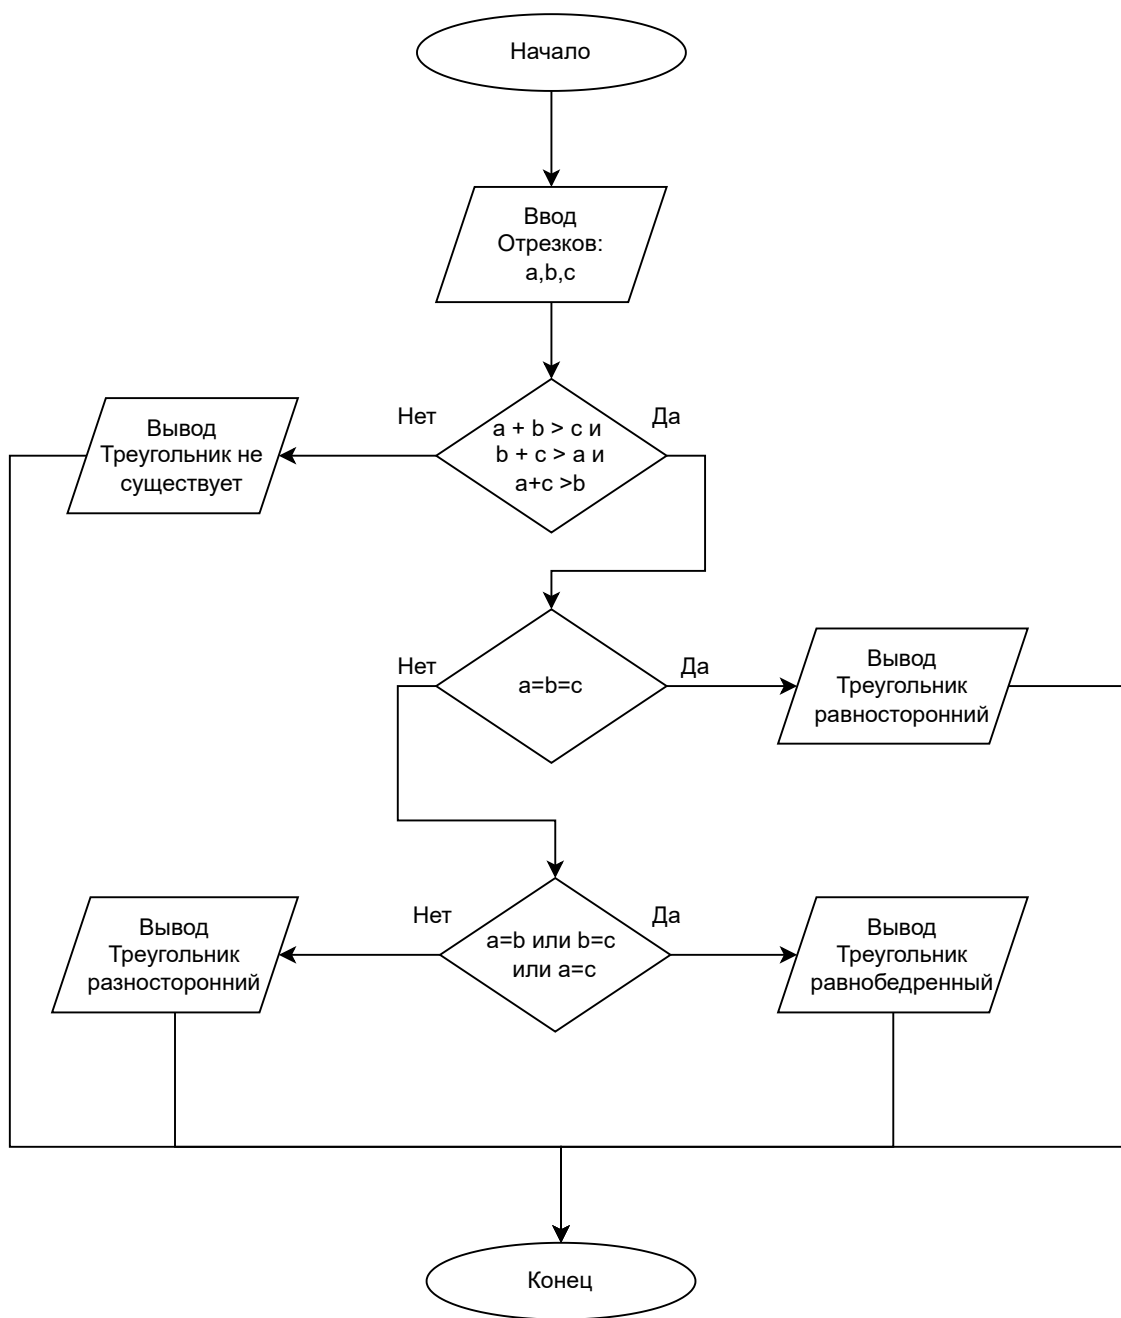 Начало
Ввод
Отрезков:
a,b,c
Нет
Да
a + b > c и
b + c > a и
a+c >b
Вывод
Треугольник не
существует
Нет
Да
a=b=c
Вывод
Треугольник
равносторонний
Нет
Да
a=b или b=c
или a=c
Вывод
Треугольник
разносторонний
Вывод
Треугольник
равнобедренный
Конец